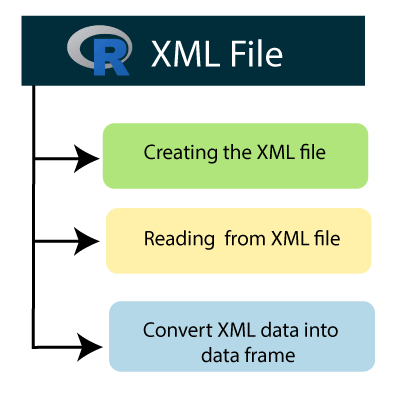 R XML File
Creating the XML file
Reading from XML file
Convert XML data into
data frame